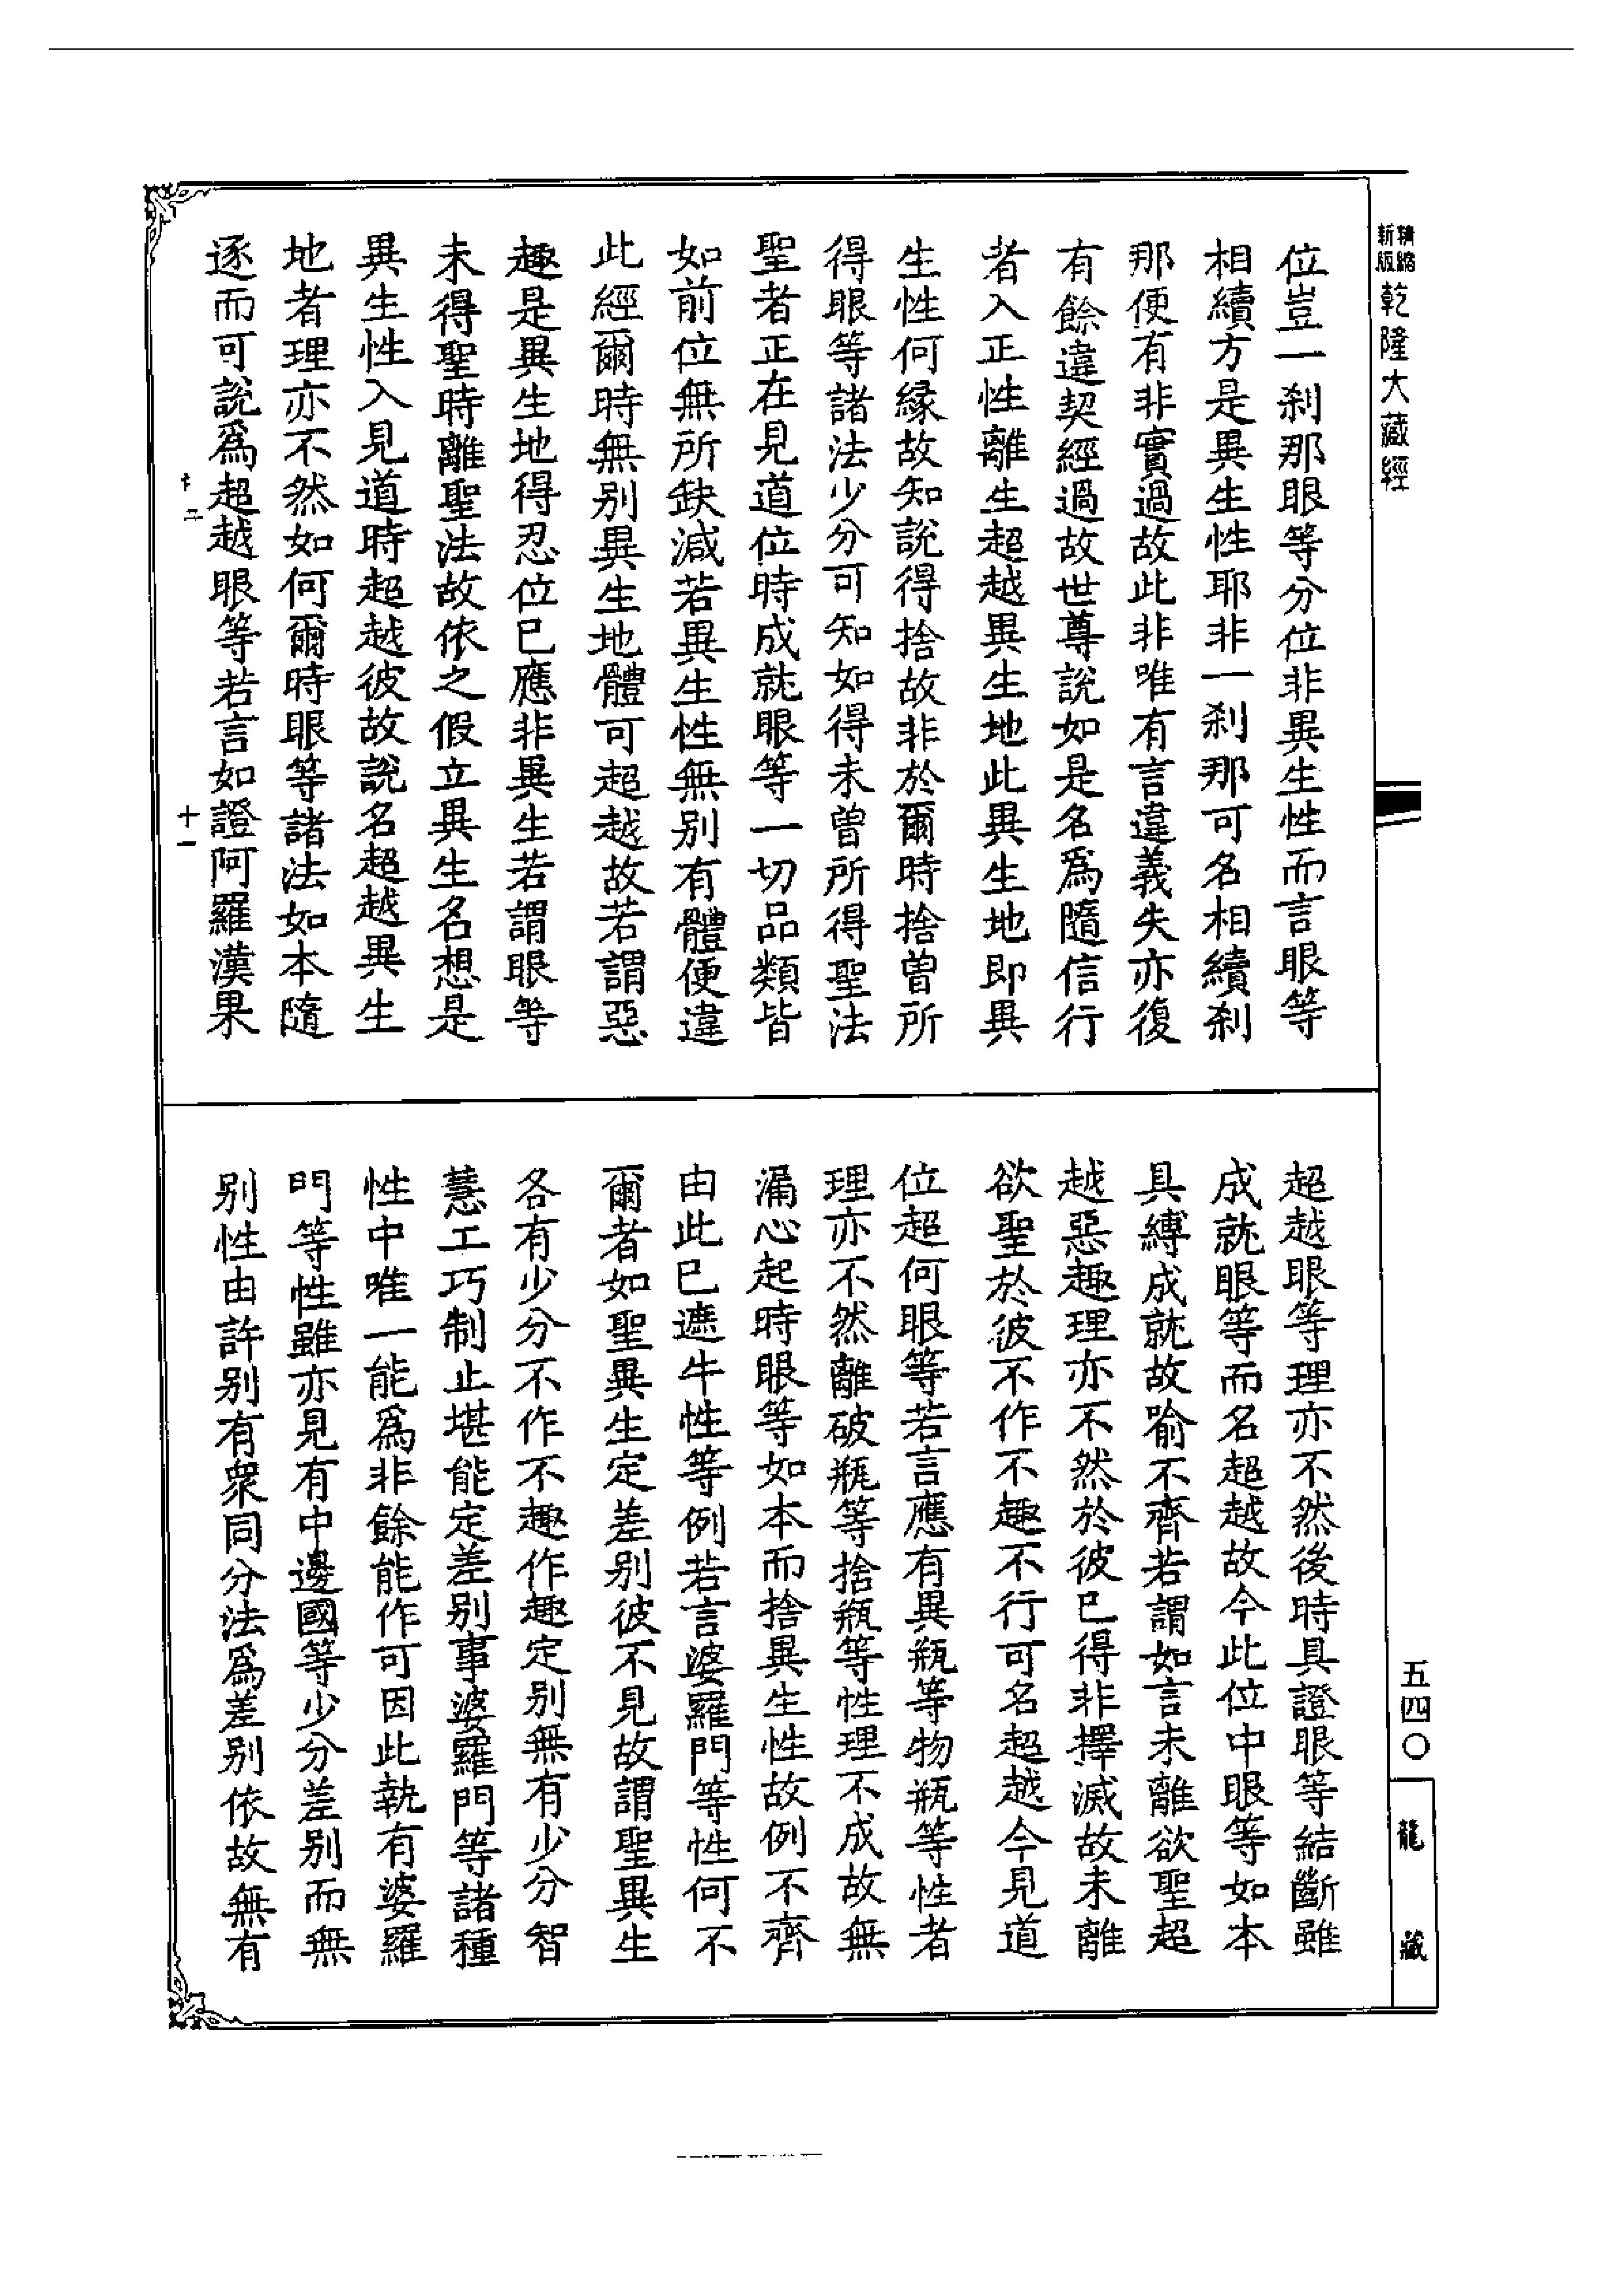 精縮新版乾隆大藏經
位豈一剎那眼等分位非異生性而言眼等
相續方是異生性耶非一剎那可名相續剎
那便有非實過故此非唯有言違義失亦復
有餘違契經過故世尊說如是名為隨信行
者入正性離生超越異生地此異生地即異
生性何緣故知說得捨故非於爾時捨曾所
得眼等諸法少分可知如得未曾所得聖法
聖者正在見道位時成就眼等一切品類皆
如前位無所缺減若異生性無別有體便違
此經爾時無別異生地體可超越故若謂惡
趣是異生地得忍位已應非異生若謂眼等
未得聖時離聖法故依之假立異生名想是
異生性入見道時超越彼故說名超越異生
地者理亦不然如何爾時眼等諸法如本隨
逐而可說為超越眼等若言如證阿羅漢果
十一
超越眼等理亦不然後時具證眼等結斷雖
成就眼等而名超越故今此位中眼等如本
具縛成就故喻不齊若謂如言未離欲聖超
越惡趣理亦不然於彼已得非擇滅故未離
欲聖於彼不作不趣不行可名超越今見道
位超何眼等若言應有異瓶等物瓶等性者
理亦不然離破瓶等捨瓶等性理不成故無
漏心起時眼等如本而捨異生性故例不齊
由此已遮牛性等例若言婆羅門等性何不
爾者如聖異生定差別彼不見故謂聖異生
各有少分不作不趣作趣定別無有少分智
慧工巧制止堪能定差別事婆羅門等諸種
性中唯一能為非餘能作可因此執有婆羅
門等性雖亦見有中邊國等少分差別而無
別性由許別有眾同分法為差別依故無有
五四〇
龍藏